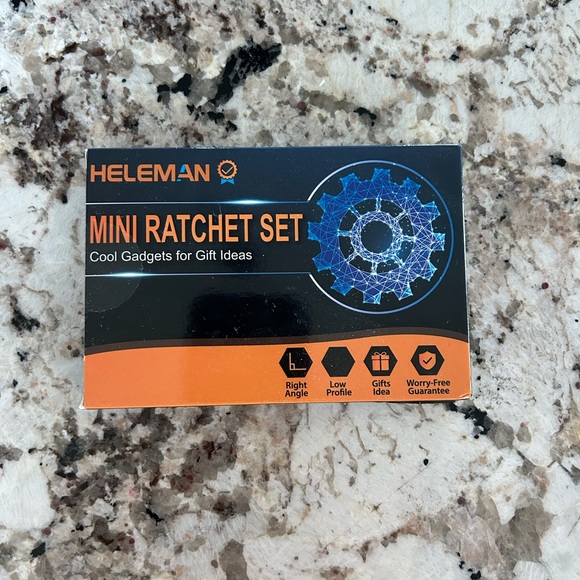 HELEMAN
MINI RATCHET SET
Cool Gadgets for Gift Ideas
Right
Angle
Low
Profile
Gifts
Idea
Worry-Free
Guarantee